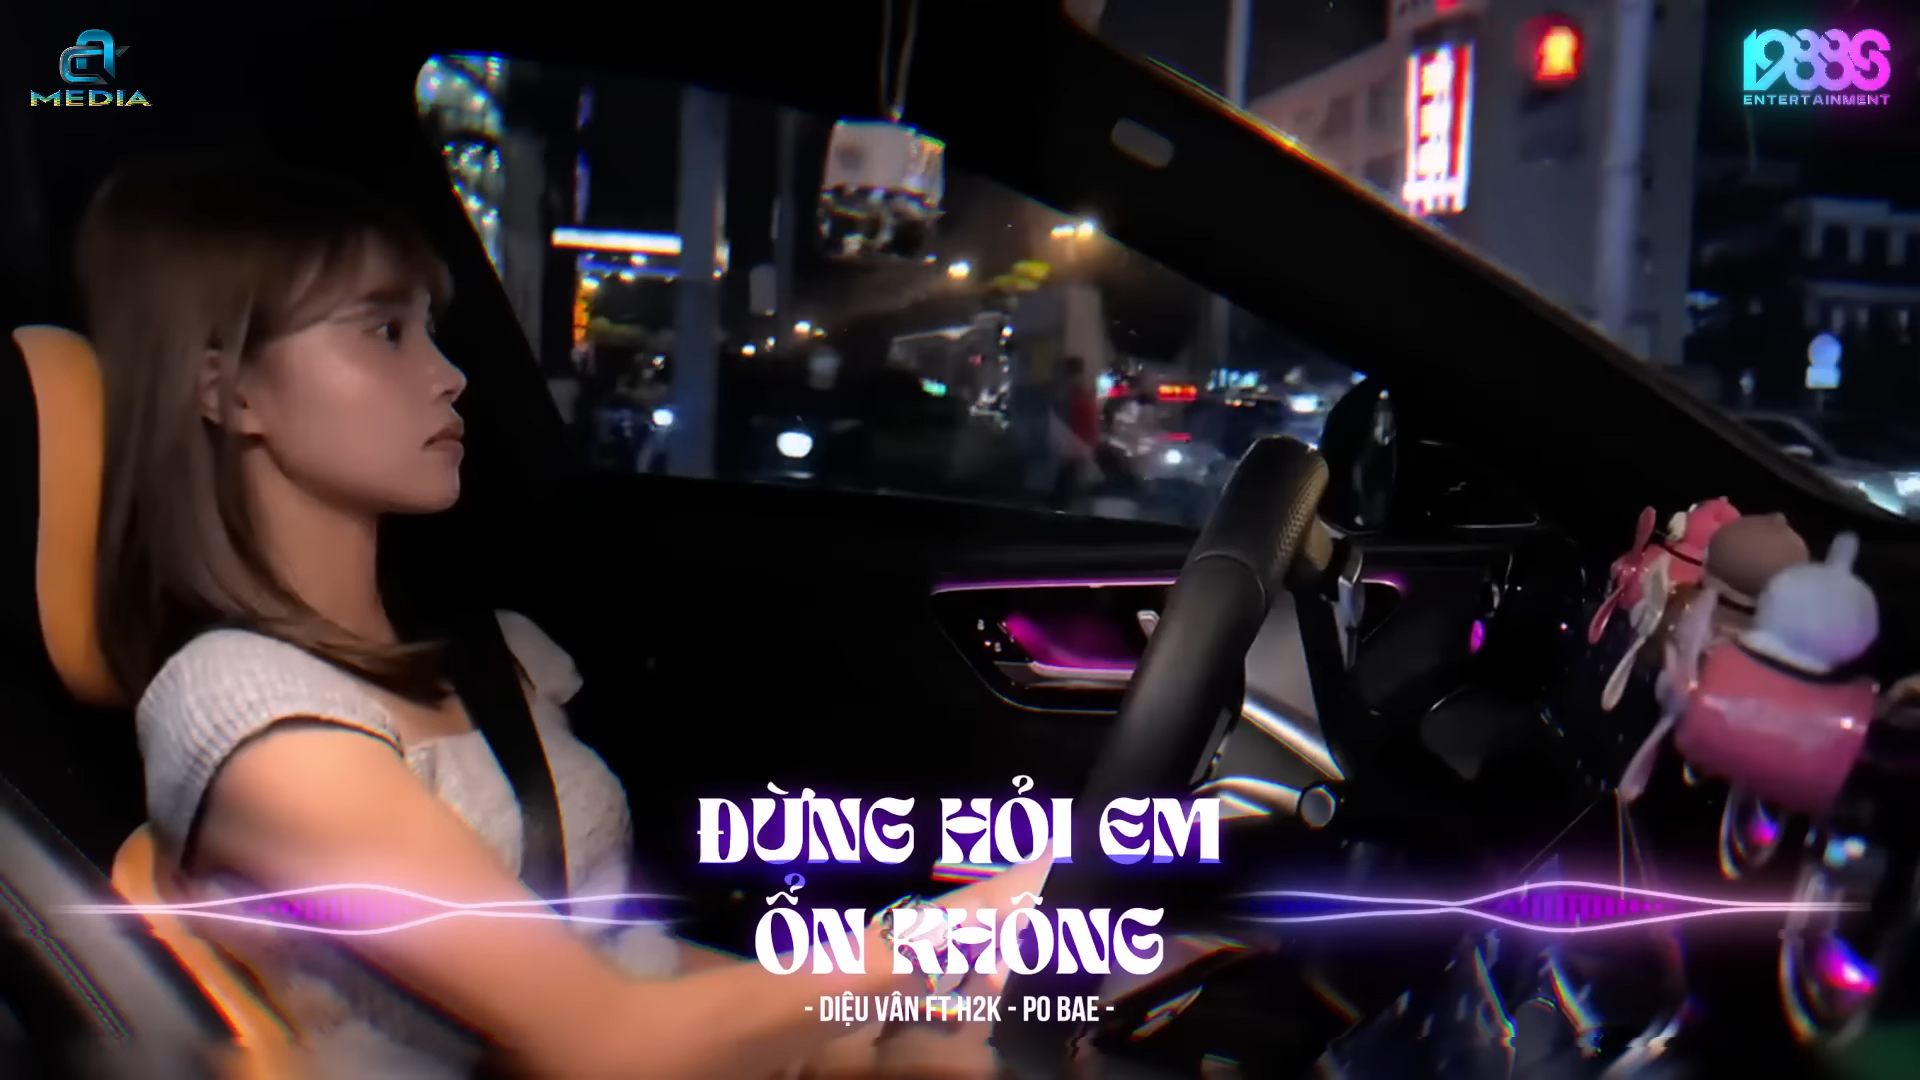 MEDIA
1988S
ENTERTAINMENT
ĐỪNG HỎI EM
ỔN KHÔNG
- DIỆU VÂN FT H2K - PO BAE -